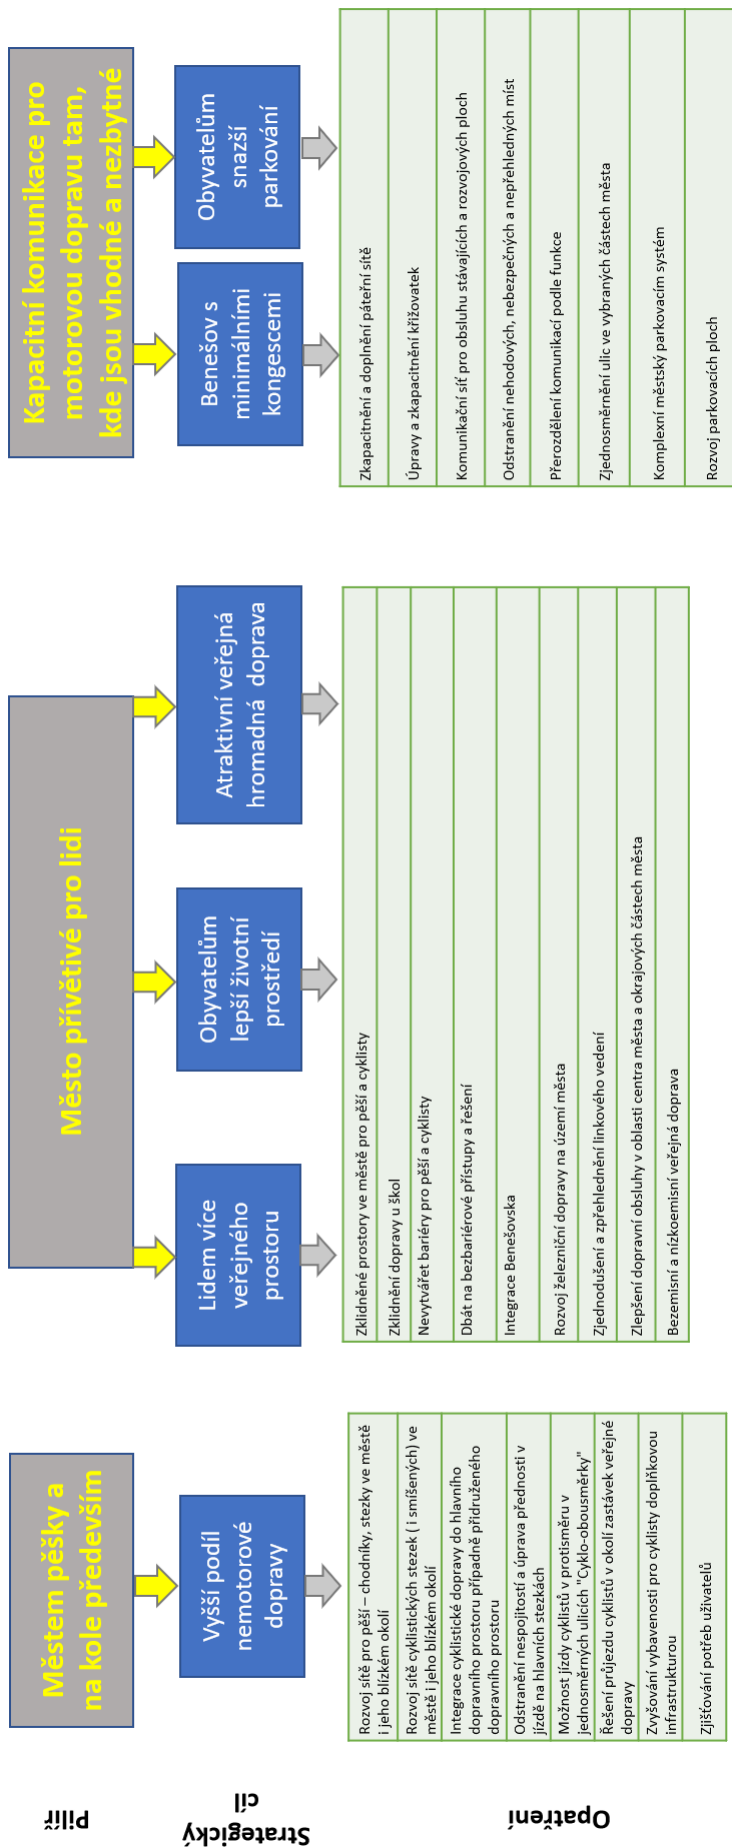 Pilíř
Městem pěšky a
na kole především
Město přívětivé pro lidi
Kapacitní komunikace pro
motorovou dopravu tam,
kde jsou vhodné a nezbytné
Strategický
cíl
Vyšší podíl
nemotorové
dopravy
Lidem více
veřejného
prostoru
Obyvatelům
lepší životní
prostředí
Atraktivní veřejná
hromadná doprava
Benešov s
minimálními
kongescemi
Obyvatelům
snazší
parkování
Opatření
Rozvoj sítě pro pěší – chodníky, stezky ve městě
i jeho blízkém okolí
Rozvoj sítě cyklistických stezek ( i smíšených) ve
městě i jeho blízkém okolí
Integrace cyklistické dopravy do hlavního
dopravního prostoru případně přidruženého
dopravního prostoru
Odstranění nespojitostí a úprava přednosti v
jízdě na hlavních stezkách
Možnost jízdy cyklistů v protisměru v
jednosměrných ulicích "Cyklo-obousměrky"
Řešení průjezdu cyklistů v okolí zastávek veřejné
dopravy
Zvyšování vybavenosti pro cyklisty doplňkovou
infrastrukturou
Zjišťování potřeb uživatelů
Zklidněné prostory ve městě pro pěší a cyklisty
Zklidnění dopravy u škol
Nevytvářet bariéry pro pěší a cyklisty
Dbát na bezbariérové přístupy a řešení
Integrace Benešovska
Rozvoj železniční dopravy na území města
Zjednodušení a zpřehlednění linkového vedení
Zlepšení dopravní obsluhy v oblasti centra města a okrajových částech města
Bezemisní a nízkoemisní veřejná doprava
Zkapacitnění a doplnění páteřní sítě
Úpravy a zkapacitnění křižovatek
Komunikační síť pro obsluhu stávajících a rozvojových ploch
Odstranění nehodových, nebezpečných a nepřehledných míst
Přerozdělení komunikací podle funkce
Zjednosměrnění ulic ve vybraných částech města
Komplexní městský parkovacím systém
Rozvoj parkovacích ploch